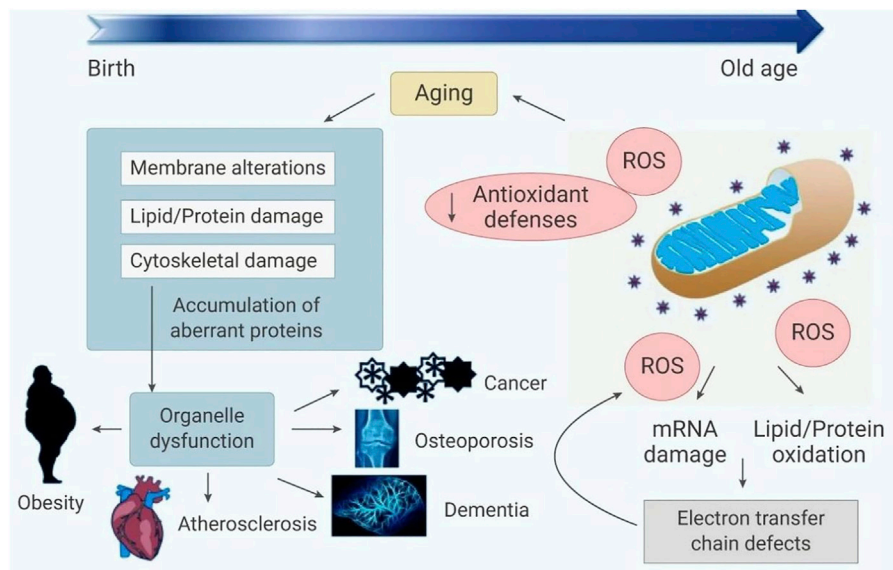 Birth
Old age
Aging
Membrane alterations
Lipid/Protein damage
Cytoskeletal damage
Accumulation of
aberrant proteins
Organelle
dysfunction
Obesity
Atherosclerosis
Cancer
Osteoporosis
Dementia
ROS
↓ Antioxidant
defenses
ROS
ROS
mRNA
damage
Lipid/Protein
oxidation
Electron transfer
chain defects